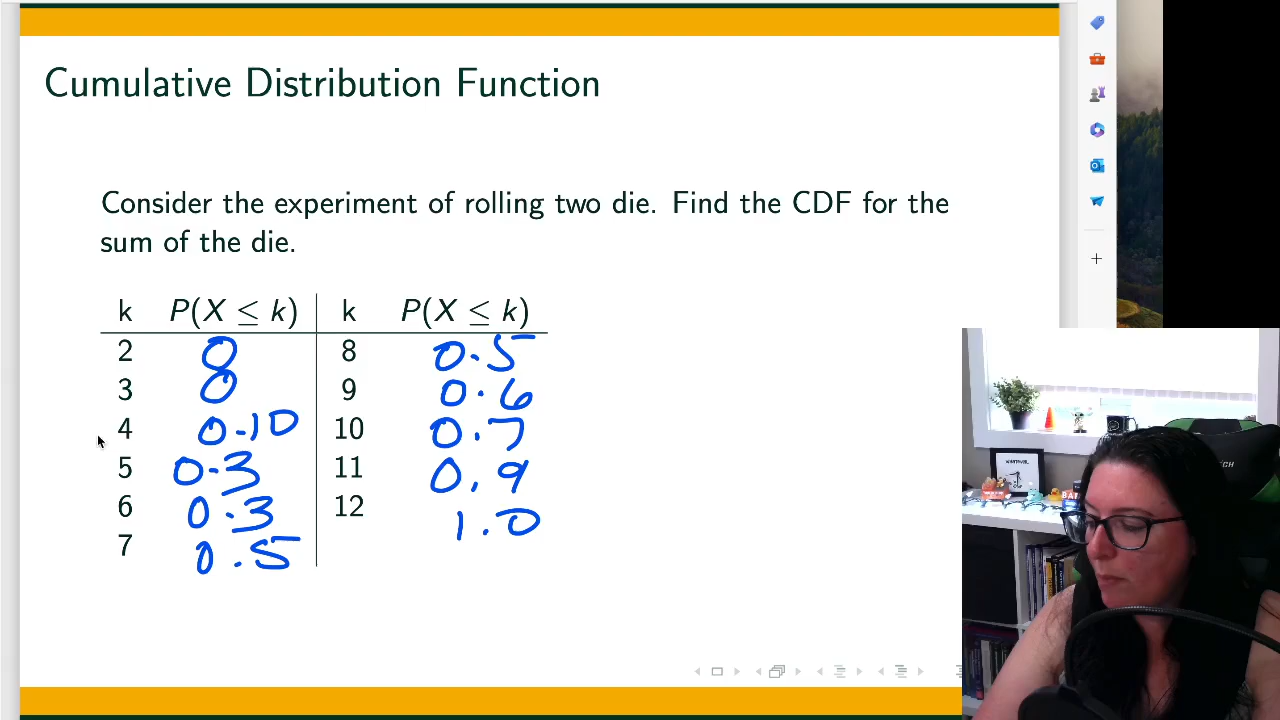 Cumulative Distribution Function
Consider the experiment of rolling two die. Find the CDF for the
sum of the die.
k P(X ≤ k) k P(X ≤ k)
2 0 8 0.5
3 0 9 0.6
4 0.10 10 0.7
5 0.3 11 0.9
6 0.3 12 1.0
7 0.5